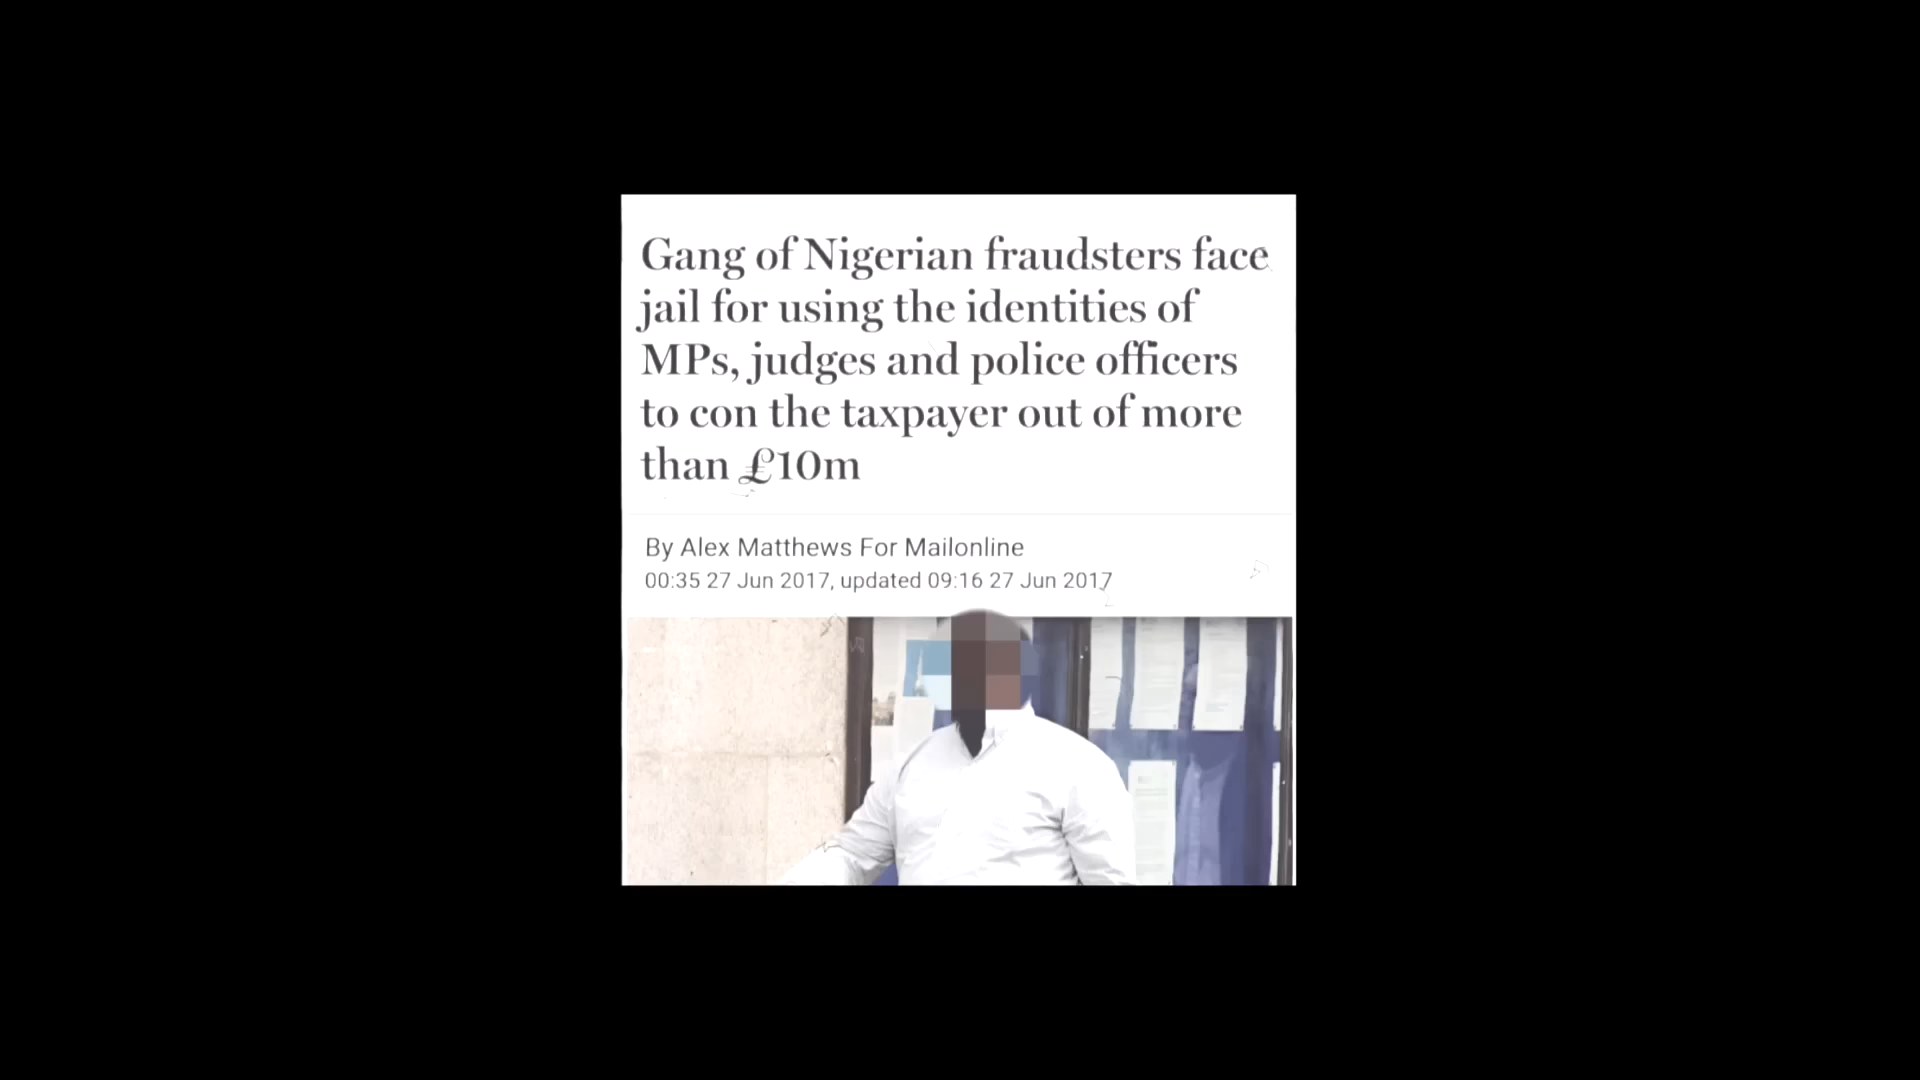 Gang of Nigerian fraudsters face
jail for using the identities of
MPs, judges and police officers
to con the taxpayer out of more
than £10m
By Alex Matthews For Mailonline
00:35 27 Jun 2017, updated 09:16 27 Jun 2017